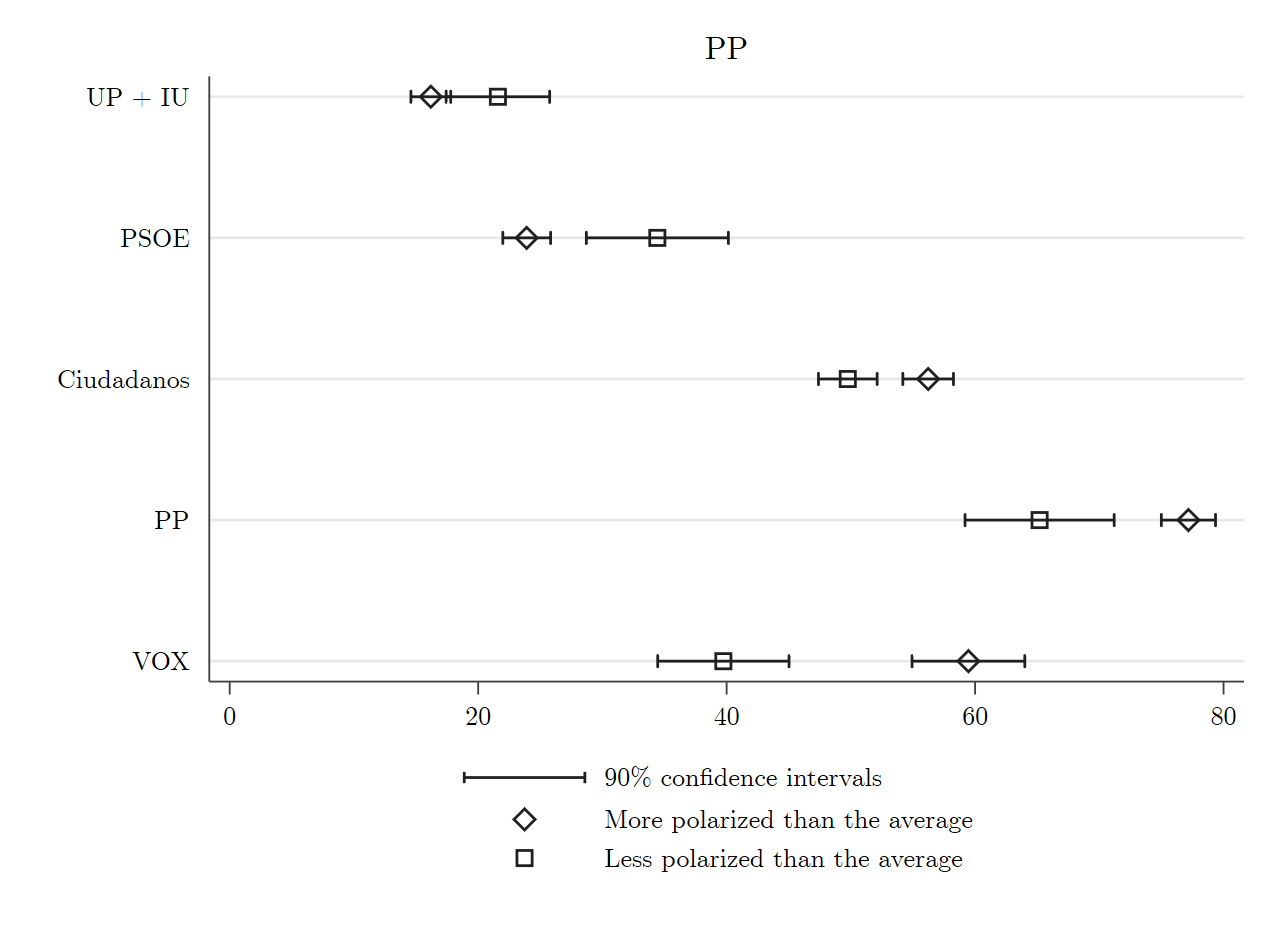 PP
UP + IU
PSOE
Ciudadanos
PP
VOX
0 20 40 60 80
90% confidence intervals
More polarized than the average
Less polarized than the average